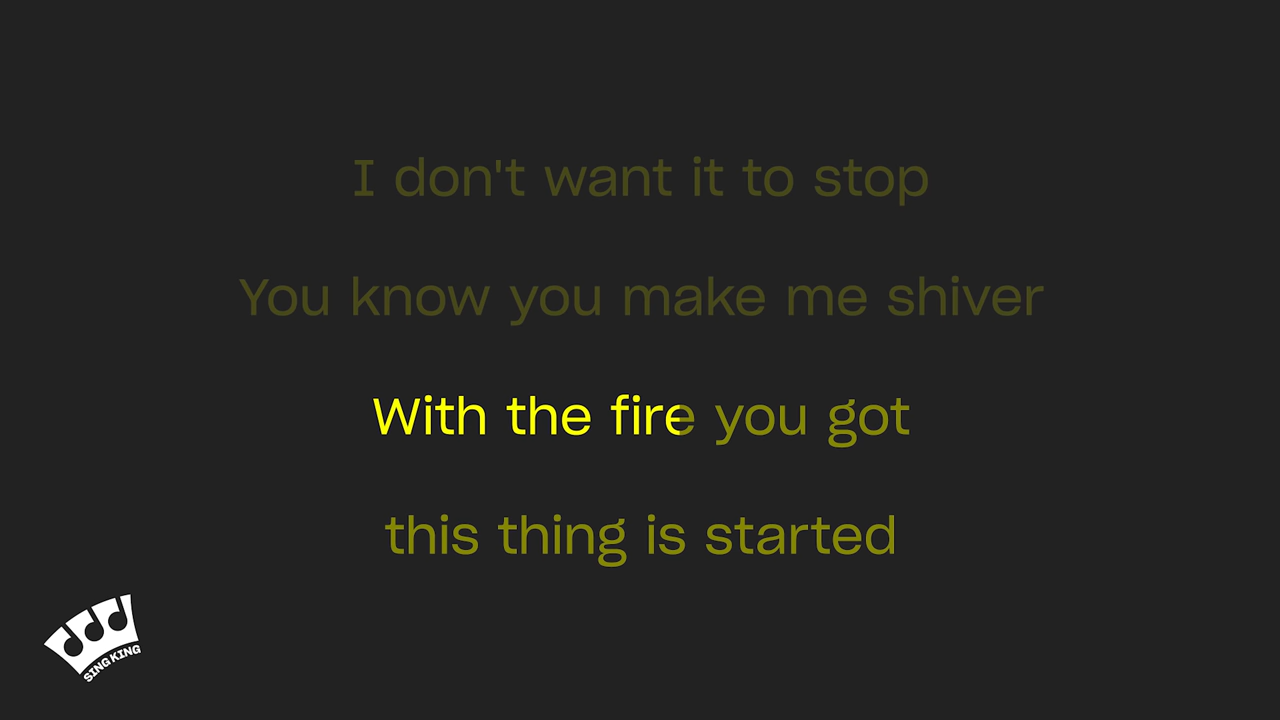 I don't want it to stop
You know you make me shiver
With the fire you got
this thing is started
SING KING